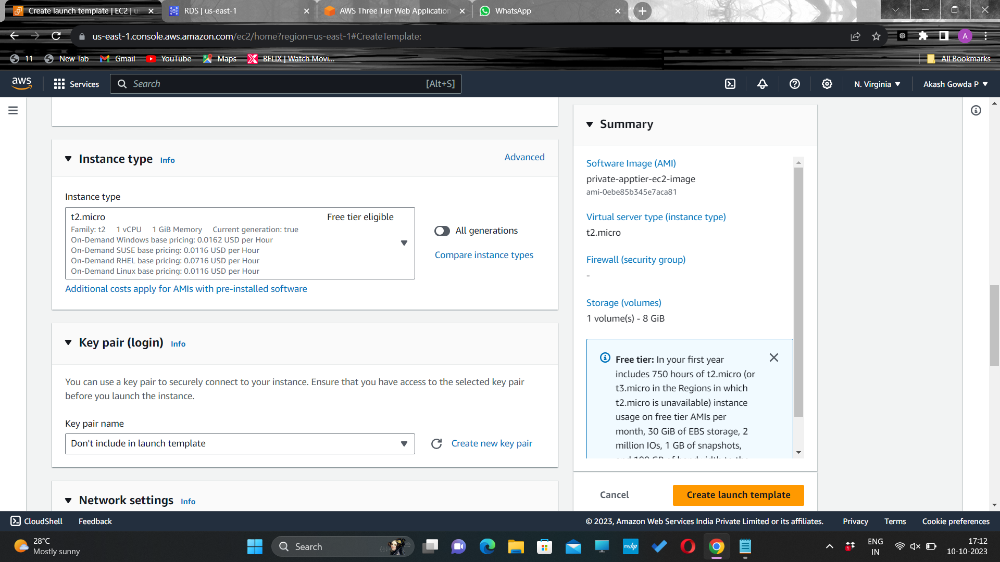 Create launch template | EC2 | u
RDS | us-east-1
AWS Three Tier Web Application
WhatsApp
us-east-1.console.aws.amazon.com/ec2/home?region=us-east-1#CreateTemplate:
A
11
New Tab
Gmail
YouTube
Maps
BFLIX | Watch Movi...
All Bookmarks
aws
Services
Search
[Alt+S]
N. Virginia
Akash Gowda P
Instance type Info
Advanced
Instance type
t2.micro
Free tier eligible
Family: t2 1 vCPU 1 GiB Memory Current generation: true
On-Demand Windows base pricing: 0.0162 USD per Hour
On-Demand SUSE base pricing: 0.0116 USD per Hour
On-Demand RHEL base pricing: 0.0716 USD per Hour
On-Demand Linux base pricing: 0.0116 USD per Hour
All generations
Compare instance types
Additional costs apply for AMIs with pre-installed software
Key pair (login) Info
You can use a key pair to securely connect to your instance. Ensure that you have access to the selected key pair
before you launch the instance.
Key pair name
Don't include in launch template
Create new key pair
Network settings Info
Summary
Software Image (AMI)
private-apptier-ec2-image
ami-0ebe85b345e7aca81
Virtual server type (instance type)
t2.micro
Firewall (security group)
-
Storage (volumes)
1 volume(s) - 8 GiB
Free tier: In your first year
includes 750 hours of t2.micro (or
t3.micro in the Regions in which
t2.micro is unavailable) instance
usage on free tier AMIs per
month, 30 GiB of EBS storage, 2
million IOs, 1 GB of snapshots,
and 100 GB of bandwidth to the
Cancel
Create launch template
CloudShell
Feedback
© 2023, Amazon Web Services India Private Limited or its affiliates.
Privacy
Terms
Cookie preferences
28°C
Mostly sunny
Search
myhp
1
ENG
IN
17:12
10-10-2023